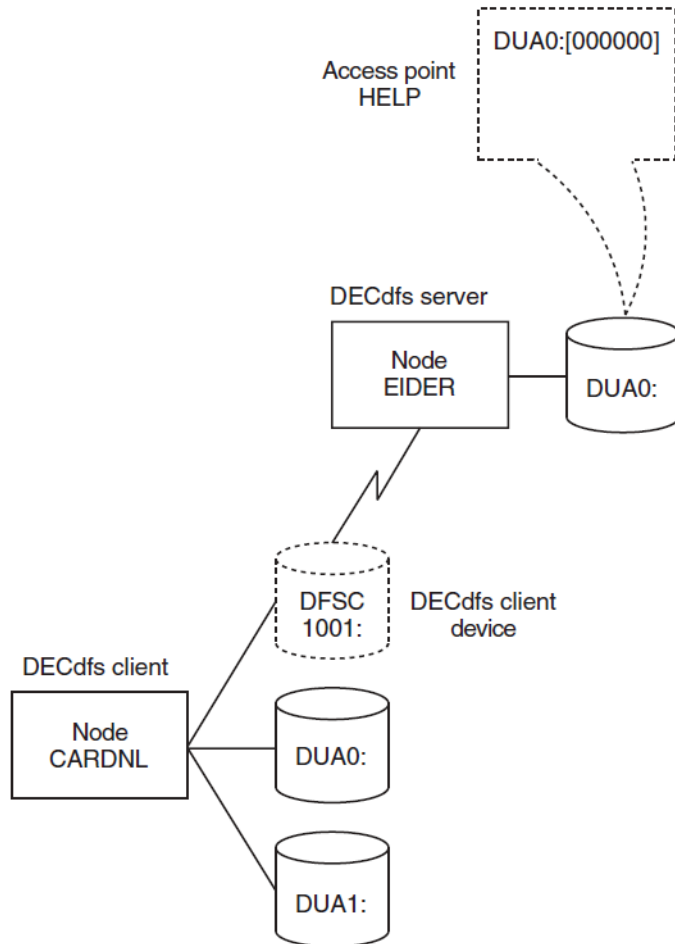 DUA0:[000000]
Access point
HELP
DECdfs server
Node
EIDER
DUA0:
DFSC
1001:
DECdfs client
device
DECdfs client
Node
CARDNL
DUA0:
DUA1: